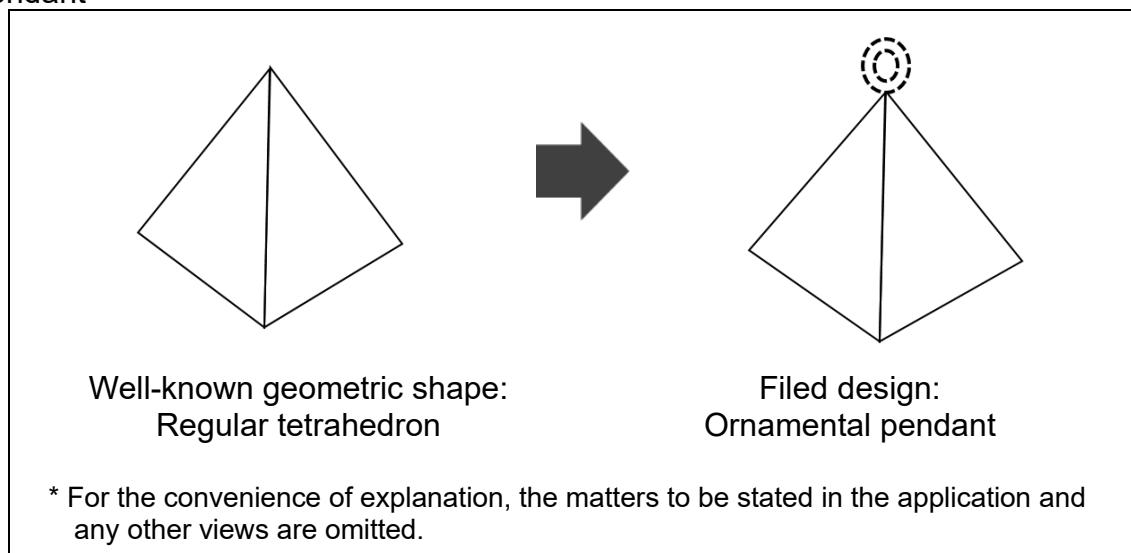 Well-known geometric shape:
Regular tetrahedron
Filed design:
Ornamental pendant
* For the convenience of explanation, the matters to be stated in the application and
any other views are omitted.